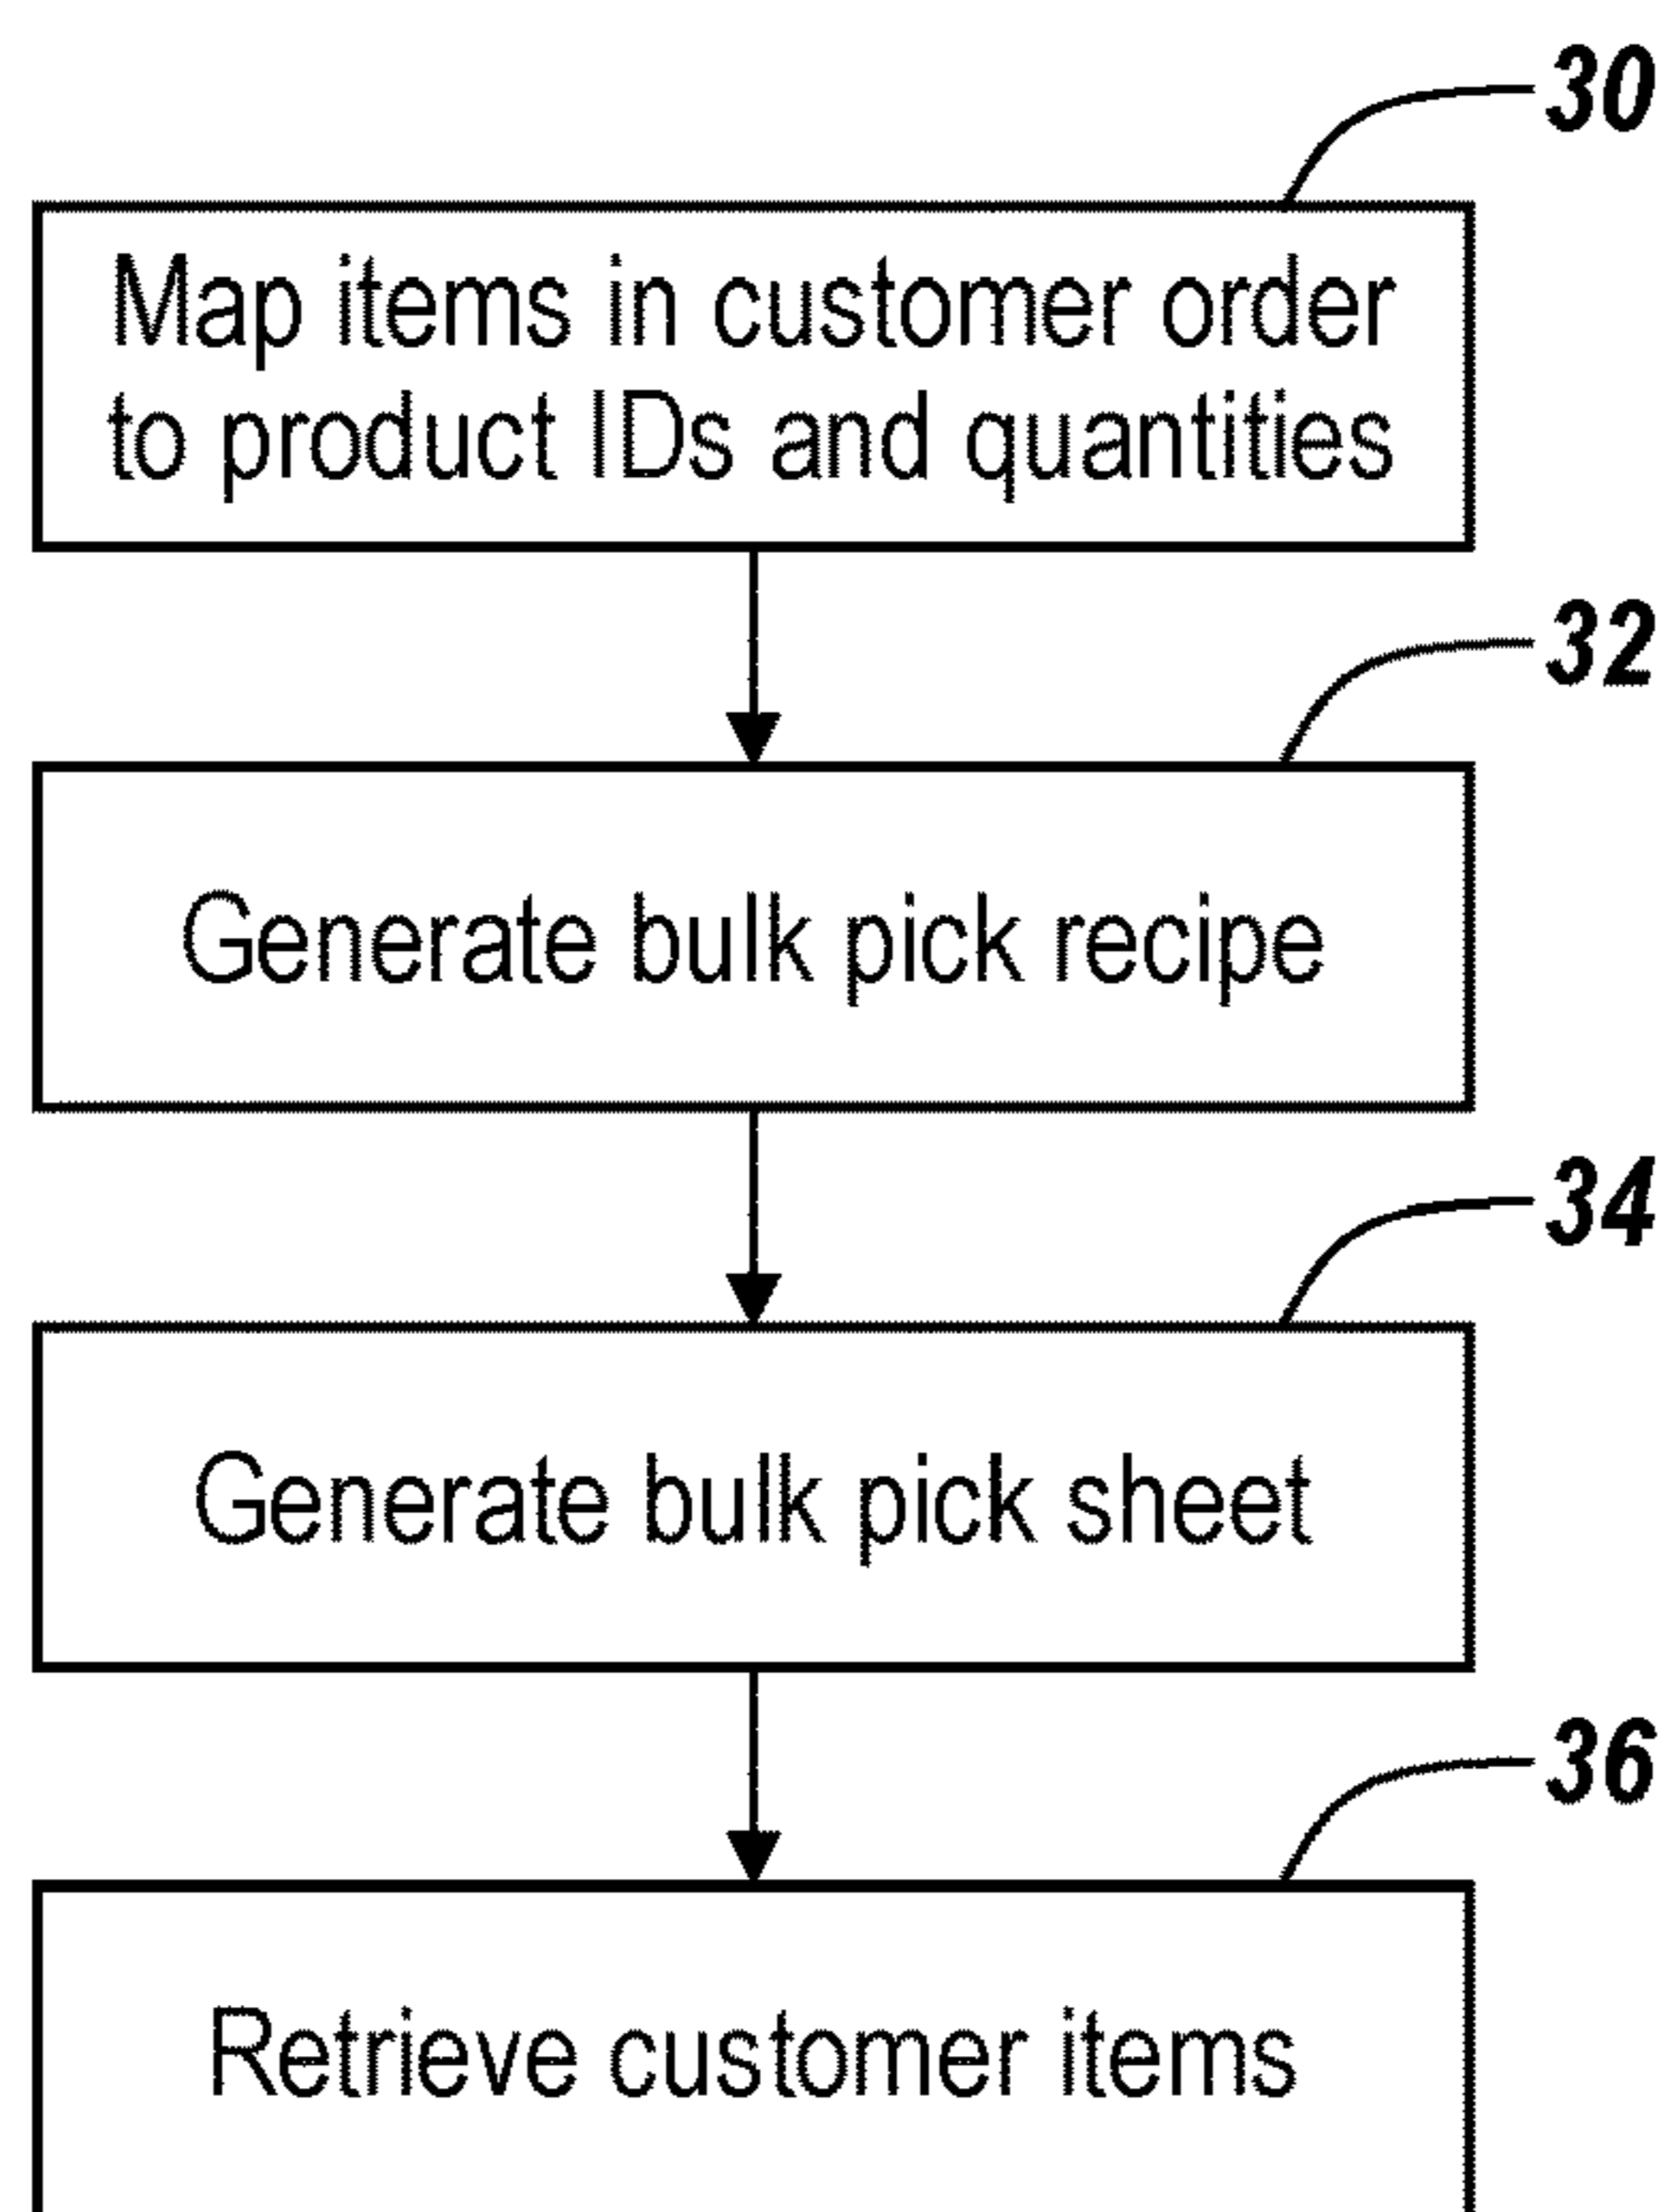 30
Map items in customer order
to product IDs and quantities
32
Generate bulk pick recipe
34
Generate bulk pick sheet
36
Retrieve customer items